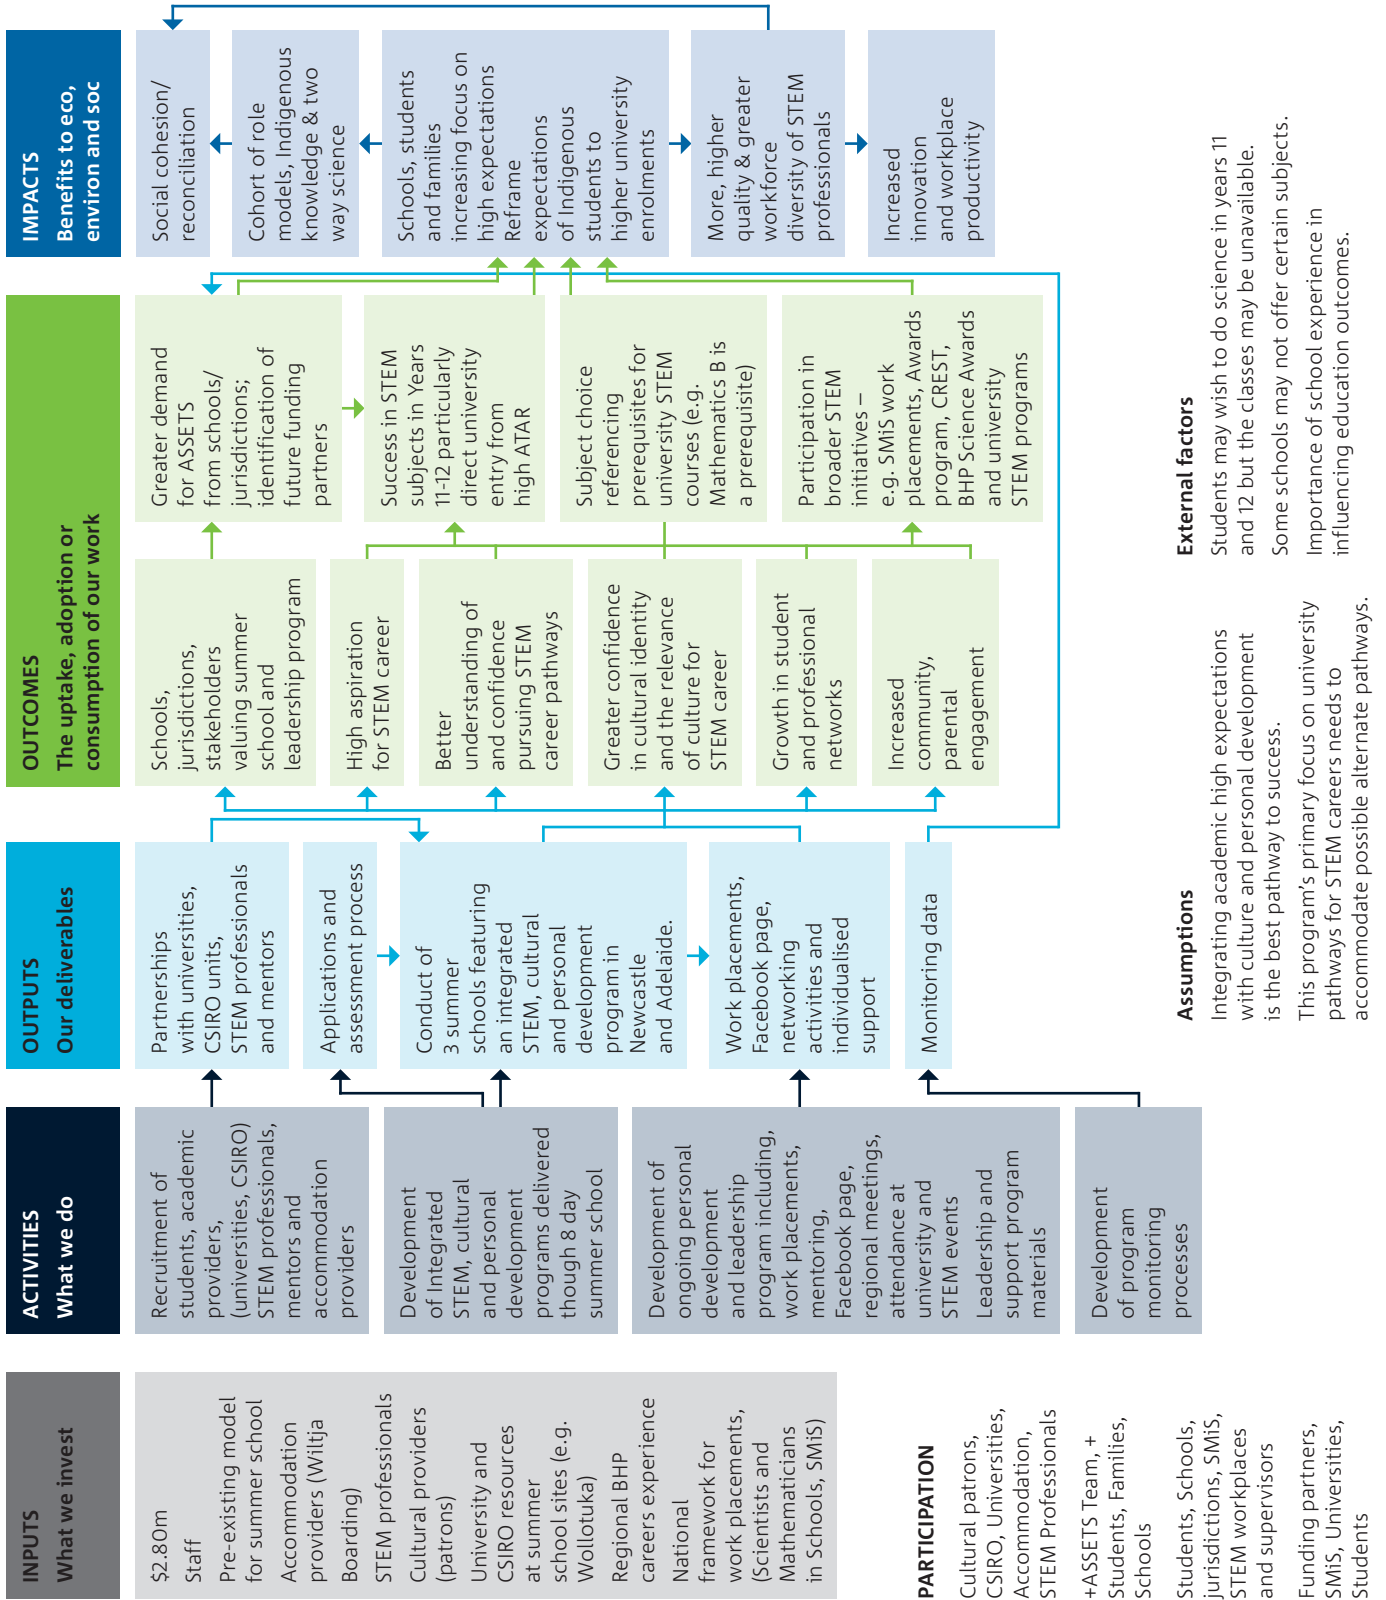 INPUTS
What we invest
$2.80m
Staff
Pre-existing model
for summer school
Accommodation
providers (Wiltja
Boarding)
STEM professionals
Cultural providers
(patrons)
University and
CSIRO resources
at summer
school sites (e.g.
Wollotuka)
Regional BHP
careers experience
National
framework for
work placements,
(Scientists and
Mathematicians
in Schools, SMiS)
PARTICIPATION
Cultural patrons,
CSIRO, Universities,
Accommodation,
STEM Professionals
+ASSETS Team, +
Students, Families,
Schools
Students, Schools,
jurisdictions, SMiS,
STEM workplaces
and supervisors
Funding partners,
SMiS, Universities,
Students
ACTIVITIES
What we do
Recruitment of
students, academic
providers,
(universities, CSIRO)
STEM professionals,
mentors and
accommodation
providers
Development
of Integrated
STEM, cultural
and personal
development
programs delivered
though 8 day
summer school
Development of
ongoing personal
development
and leadership
program including,
work placements,
mentoring,
Facebook page,
regional meetings,
attendance at
university and
STEM events
Leadership and
support program
materials
Development
of program
monitoring
processes
OUTPUTS
Our deliverables
Partnerships
with universities,
CSIRO units,
STEM professionals
and mentors
Applications and
assessment process
Conduct of
3 summer
schools featuring
an integrated
STEM, cultural
and personal
development
program in
Newcastle
and Adelaide.
Work placements,
Facebook page,
networking
activities and
individualised
support
Monitoring data
OUTCOMES
The uptake, adoption or
consumption of our work
Schools,
jurisdictions,
stakeholders
valuing summer
school and
leadership program
High aspiration
for STEM career
Better
understanding of
and confidence
pursuing STEM
career pathways
Greater confidence
in cultural identity
and the relevance
of culture for
STEM career
Growth in student
and professional
networks
Increased
community,
parental
engagement
Greater demand
for ASSETS
from schools/
jurisdictions;
identification of
future funding
partners
Success in STEM
subjects in Years
11-12 particularly
direct university
entry from
high ATAR
Subject choice
referencing
prerequisites for
university STEM
courses (e.g.
Mathematics B is
a prerequisite)
Participation in
broader STEM
initiatives –
e.g. SMiS work
placements, Awards
program, CREST,
BHP Science Awards
and university
STEM programs
IMPACTS
Benefits to eco,
environ and soc
Social cohesion/
reconciliation
Cohort of role
models, Indigenous
knowledge & two
way science
Schools, students
and families
increasing focus on
high expectations
Reframe
expectations
of Indigenous
students to
higher university
enrolments
More, higher
quality & greater
workforce
diversity of STEM
professionals
Increased
innovation
and workplace
productivity
Assumptions
Integrating academic high expectations
with culture and personal development
is the best pathway to success.
This program's primary focus on university
pathways for STEM careers needs to
accommodate possible alternate pathways.
External factors
Students may wish to do science in years 11
and 12 but the classes may be unavailable.
Some schools may not offer certain subjects.
Importance of school experience in
influencing education outcomes.